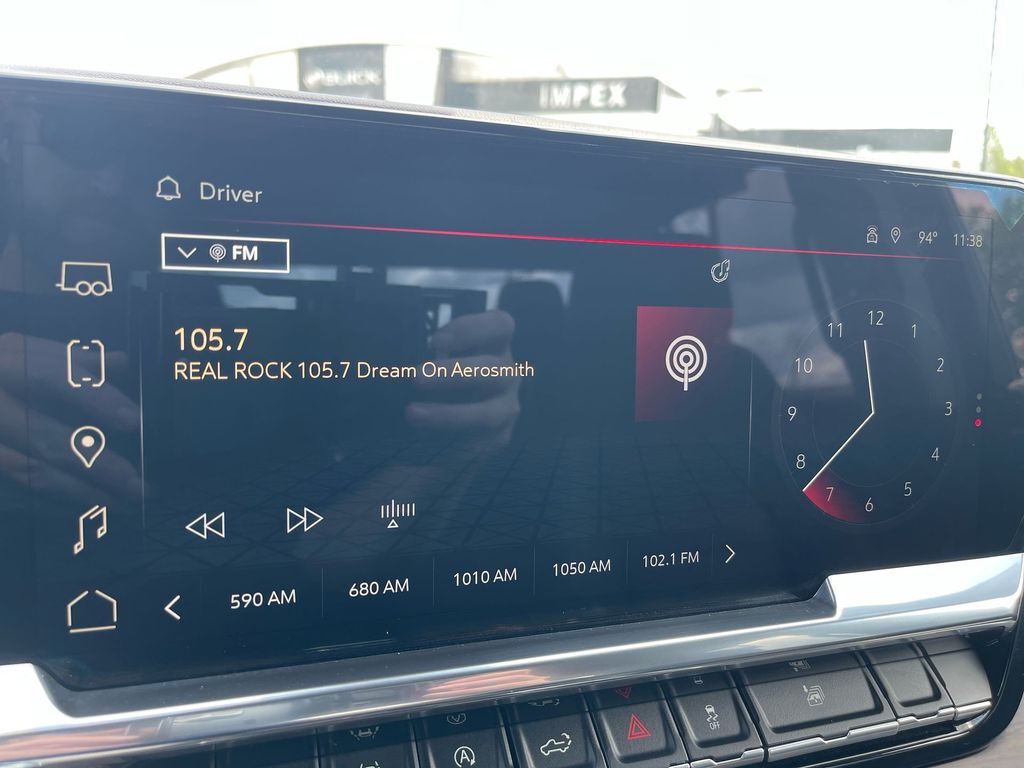 BUICK
IMPEX
Driver
FM
94° 11:38
105.7
REAL ROCK 105.7 Dream On Aerosmith
12
11 1
10 2
9 3
8 4
7 5
6
590 AM 680 AM 1010 AM 1050 AM 102.1 FM
A
OFF